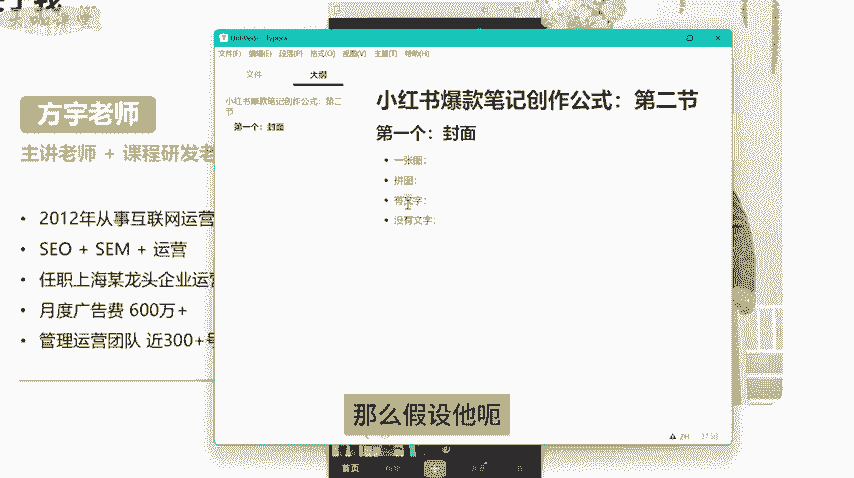 方宇老师
主讲老师 + 课程研发老
• 2012年从事互联网运营
• SEO + SEM + 运营
• 任职上海某龙头企业运营
• 月度广告费 600万+
• 管理运营团队 近300+号
文件(F) 编辑(E) 段落(P) 格式(O) 视图(V) 主题(T) 帮助(H)
文件 大纲
小红书爆款笔记创作公式：第二节
第一个：封面
小红书爆款笔记创作公式：第二节
第一个：封面
• 一张图：
• 拼图：
• 有文字：
• 没有文字：
那么假设他呃
首页